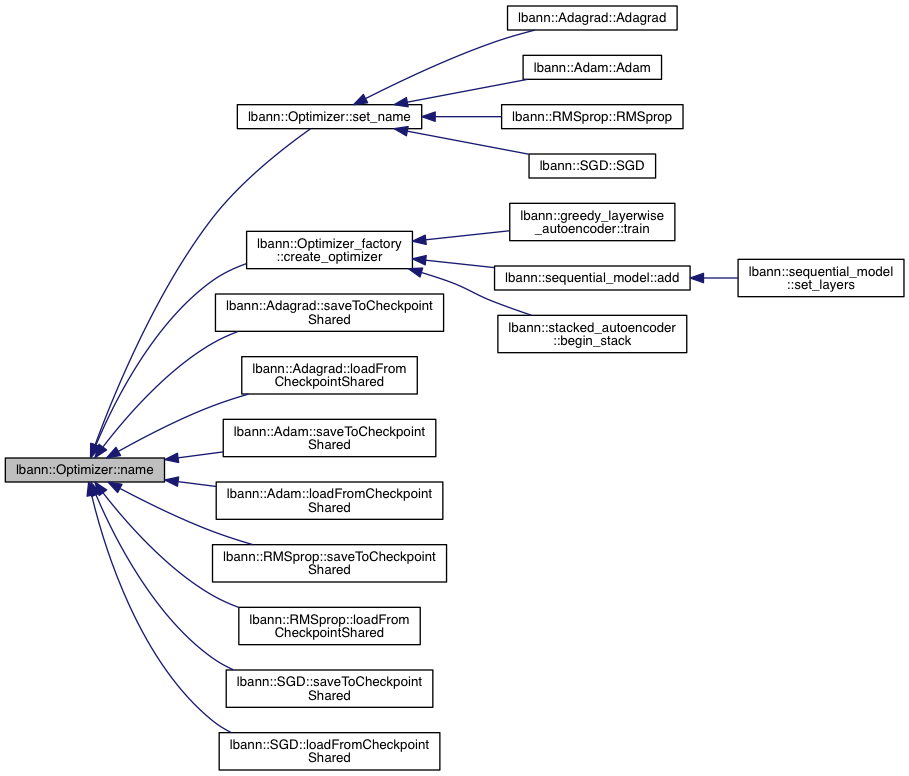 lbann::Adagrad::Adagrad
lbann::Adam::Adam
lbann::Optimizer::set_name
lbann::RMSprop::RMSprop
lbann::SGD::SGD
lbann::greedy_layerwise
_autoencoder::train
lbann::Optimizer_factory
::create_optimizer
lbann::sequential_model::add
lbann::sequential_model
::set_layers
lbann::stacked_autoencoder
::begin_stack
lbann::Adagrad::saveToCheckpoint
Shared
lbann::Adagrad::loadFrom
CheckpointShared
lbann::Adam::saveToCheckpoint
Shared
lbann::Optimizer::name
lbann::Adam::loadFromCheckpoint
Shared
lbann::RMSprop::saveToCheckpoint
Shared
lbann::RMSprop::loadFrom
CheckpointShared
lbann::SGD::saveToCheckpoint
Shared
lbann::SGD::loadFromCheckpoint
Shared